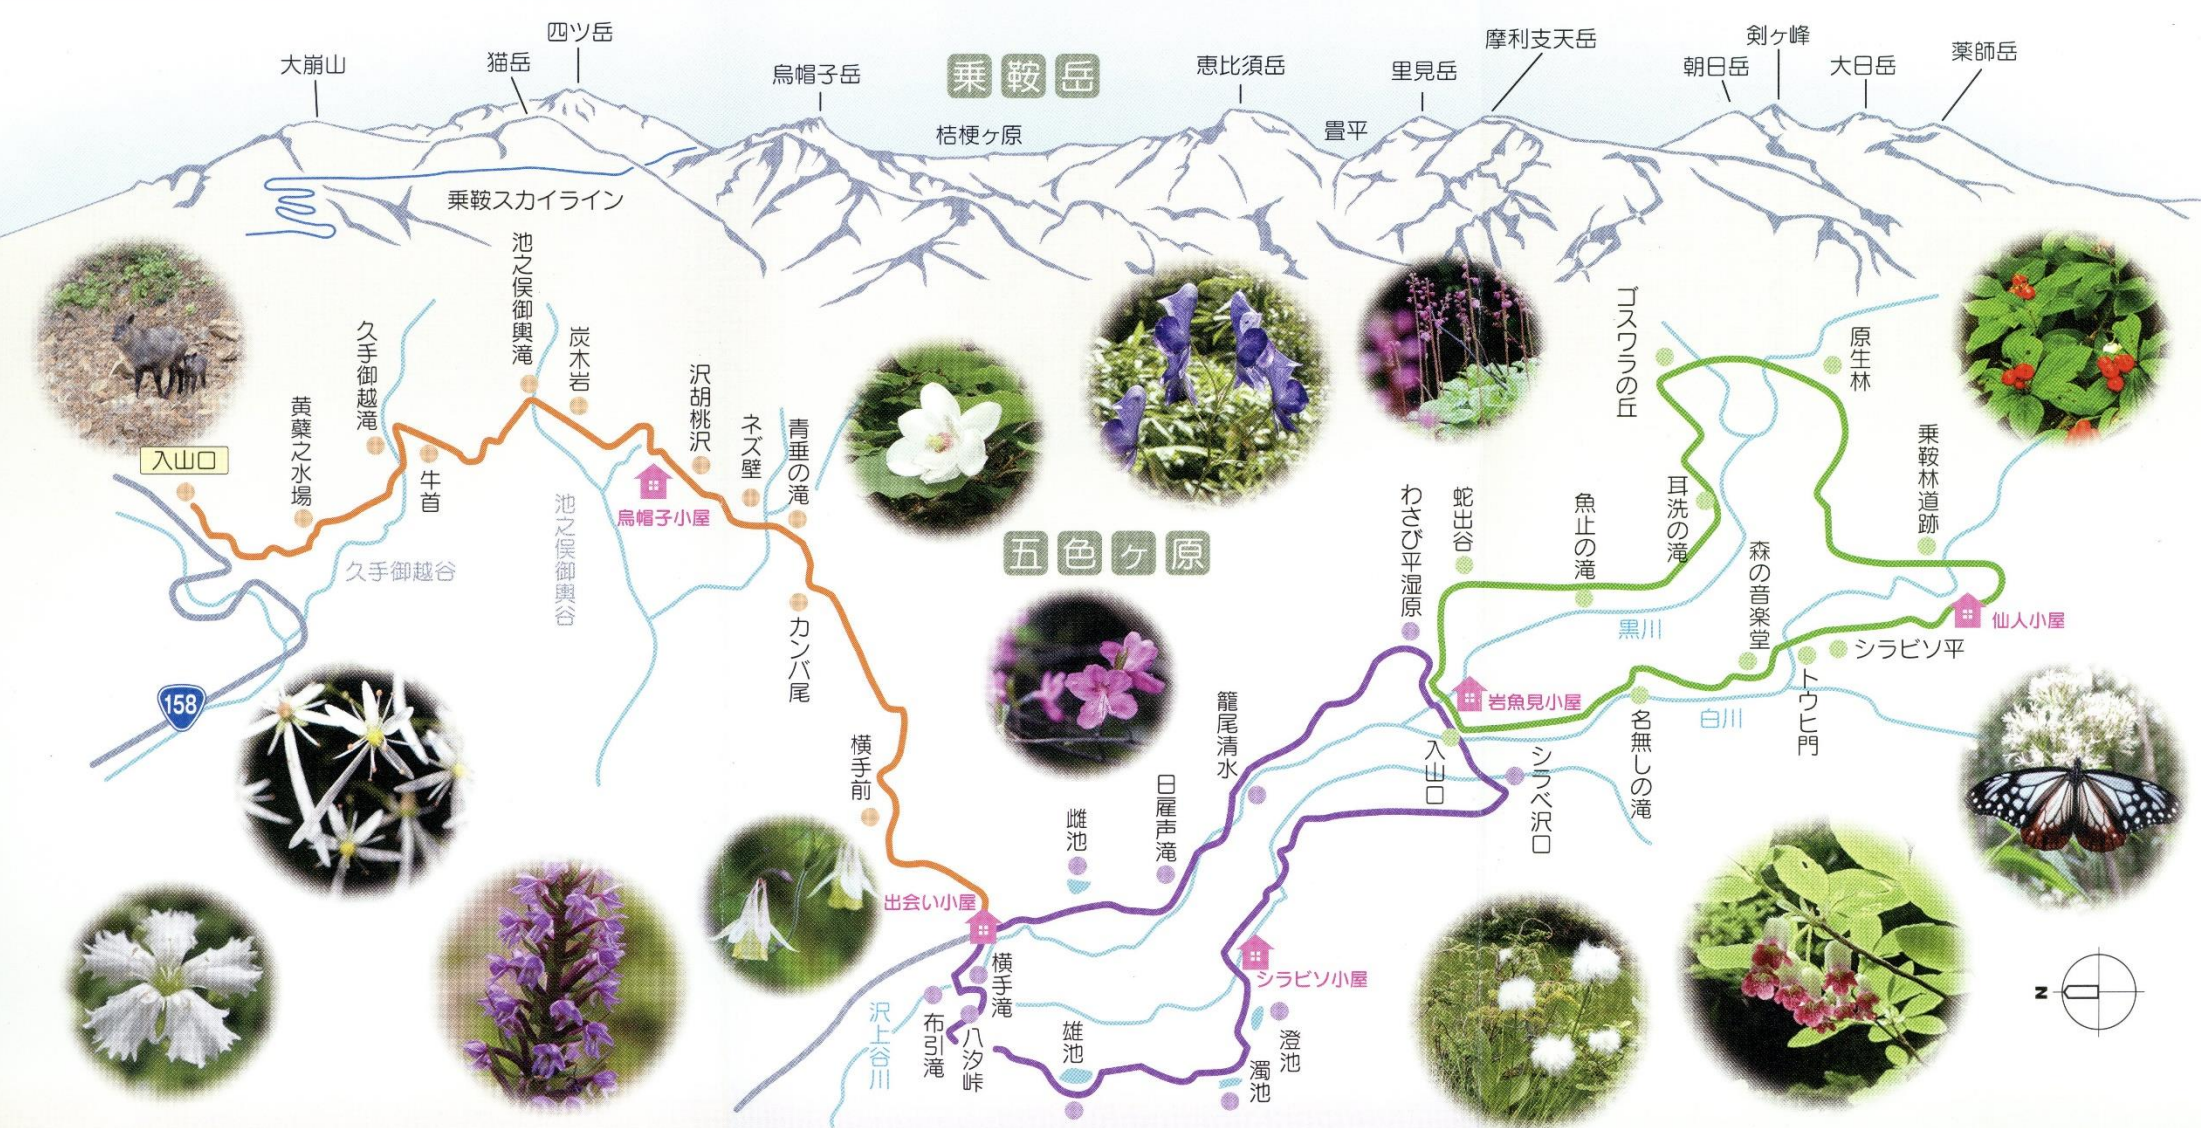 四ツ岳
剣ヶ峰
摩利支天岳
薬師岳
大崩山
猫岳
烏帽子岳
乗鞍岳
恵比須岳
里見岳
朝日岳
大日岳
桔梗ヶ原
畳平
乗鞍スカイライン
池之俣御輿滝
久手御越滝
炭木岩
ゴスワラの丘
原生林
黄蘗之水場
沢胡桃沢
ネズ壁
青垂の滝
乗鞍林道跡
入山口
牛首
烏帽子小屋
池之俣御輿谷
久手御越谷
五色ヶ原
わさび平湿原
蛇出谷
魚止の滝
耳洗の滝
森の音楽堂
仙人小屋
黒川
シラビソ平
カンバ尾
158
籠尾清水
岩魚見小屋
白川
トウヒ門
名無しの滝
横手前
入山口
シラベ沢口
雌池
日雇声滝
出会い小屋
横手滝
シラビソ小屋
布引滝
八汐峠
沢上谷川
雄池
澄池
濁池
N